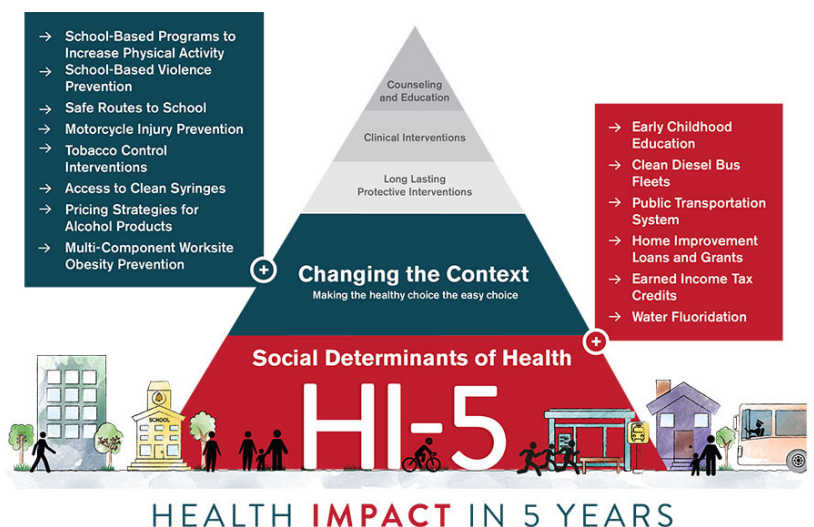 → School-Based Programs to
Increase Physical Activity
→ School-Based Violence
Prevention
→ Safe Routes to School
→ Motorcycle Injury Prevention
→ Tobacco Control
Interventions
→ Access to Clean Syringes
→ Pricing Strategies for
Alcohol Products
→ Multi-Component Worksite
Obesity Prevention
Counseling
and Education
Clinical Interventions
Long Lasting
Protective Interventions
Changing the Context
Making the healthy choice the easy choice
→ Early Childhood
Education
→ Clean Diesel Bus
Fleets
→ Public Transportation
System
→ Home Improvement
Loans and Grants
→ Earned Income Tax
Credits
→ Water Fluoridation
Social Determinants of Health
HI-5
SCHOOL
HEALTH IMPACT IN 5 YEARS